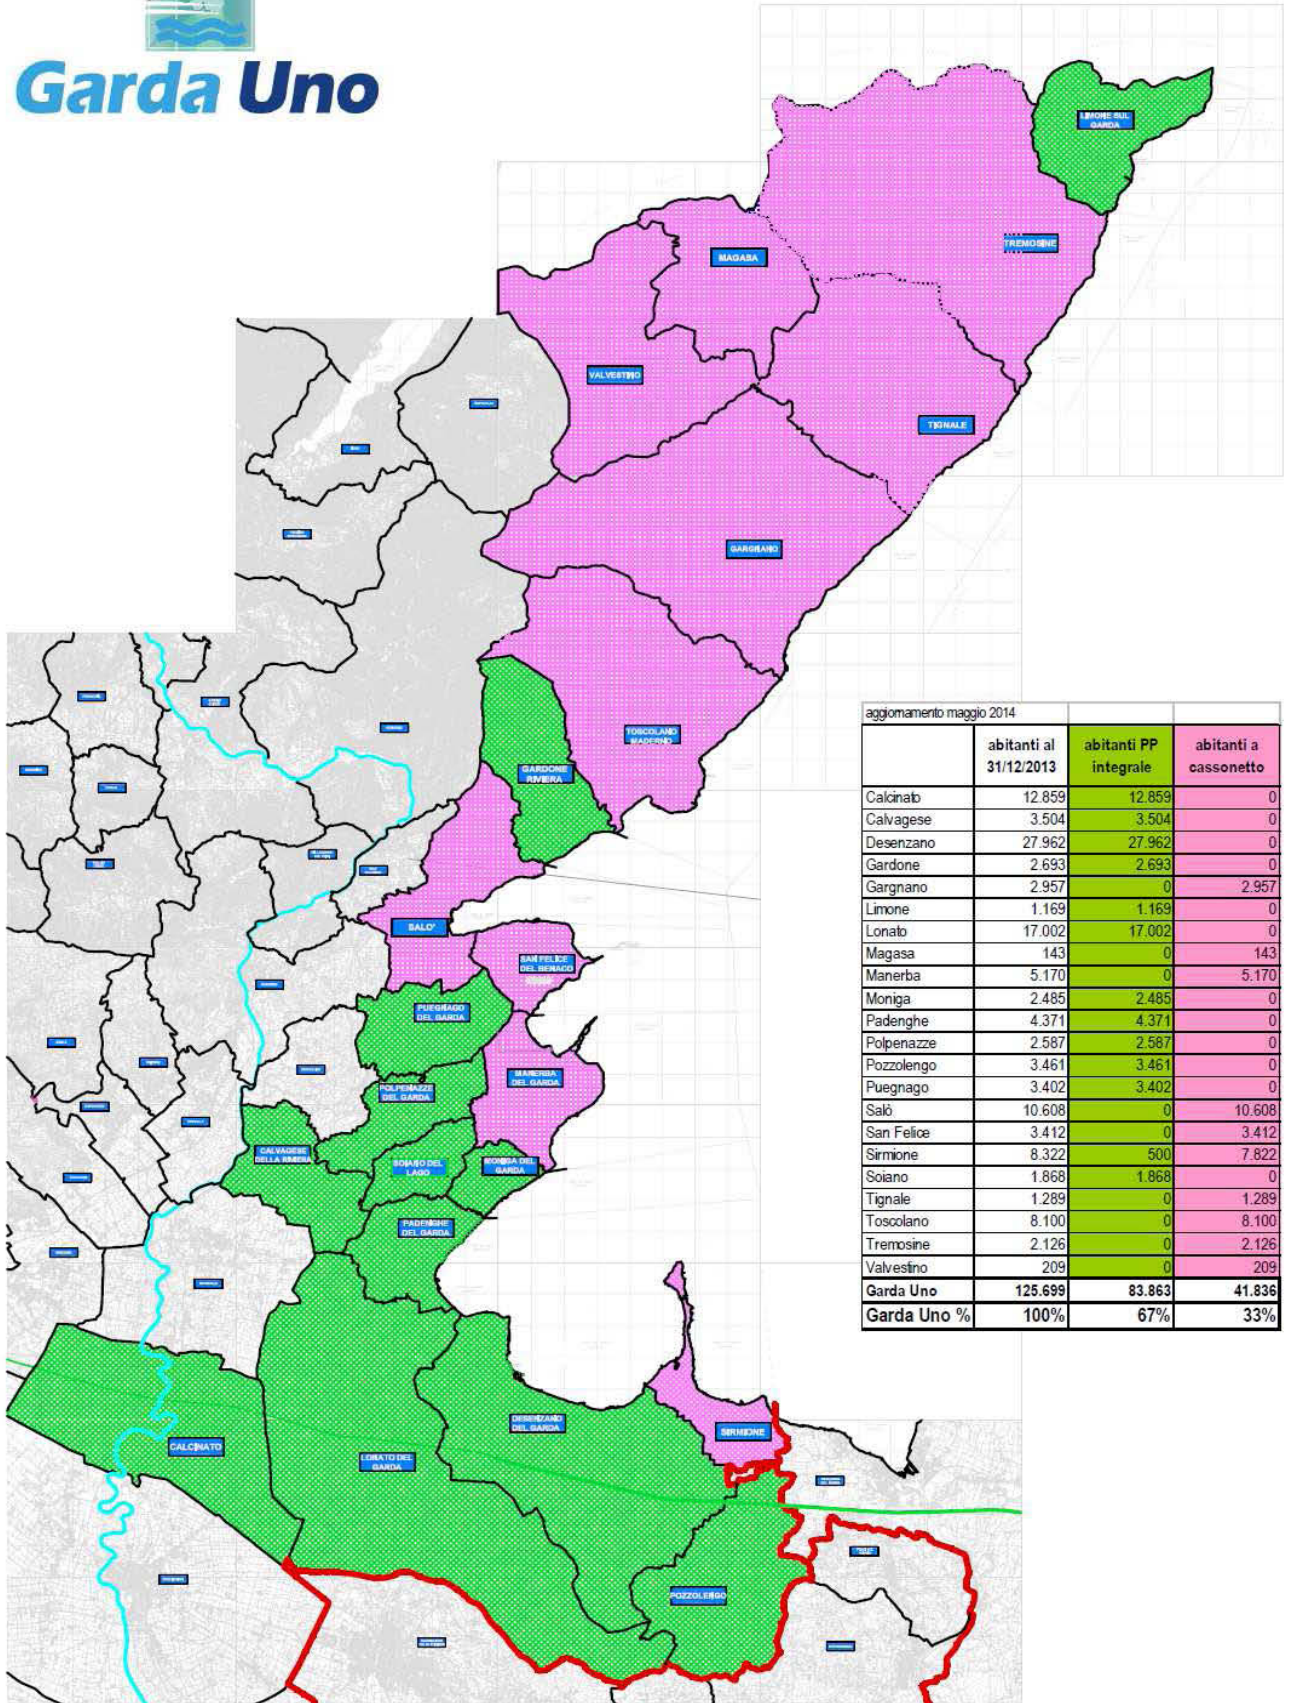 Garda Uno
LIMONE SUL
GARDA
TREMOSINE
MAGASA
VALVESTINO
TIGNALE
GARGNANO
TOSCOLANO
MADERNO
GARDONE
RIVIERA
SALO'
SAN FELICE
DEL BENACO
PUEGNAGO
DEL GARDA
MANERBA
DEL GARDA
POLPENAZZE
DEL GARDA
CALVAGESE
DELLA RIVIERA
SOIANO DEL
LAGO
MONIGA DEL
GARDA
PADENGHE
DEL GARDA
DESENZANO
DEL GARDA
SIRMIONE
CALCINATO
LONATO DEL
GARDA
POZZOLENGO
aggiornamento maggio 2014
abitanti al 31/12/2013 abitanti PP integrale abitanti a cassonetto
Calcinato 12.859 12.859 0
Calvagese 3.504 3.504 0
Desenzano 27.962 27.962 0
Gardone 2.693 2.693 0
Gargnano 2.957 0 2.957
Limone 1.169 1.169 0
Lonato 17.002 17.002 0
Magasa 143 0 143
Manerba 5.170 0 5.170
Moniga 2.485 2.485 0
Padenghe 4.371 4.371 0
Polpenazze 2.587 2.587 0
Pozzolengo 3.461 3.461 0
Puegnago 3.402 3.402 0
Salò 10.608 0 10.608
San Felice 3.412 0 3.412
Sirmione 8.322 500 7.822
Soiano 1.868 1.868 0
Tignale 1.289 0 1.289
Toscolano 8.100 0 8.100
Tremosine 2.126 0 2.126
Valvestino 209 0 209
Garda Uno 125.699 83.863 41.836
Garda Uno % 100% 67% 33%